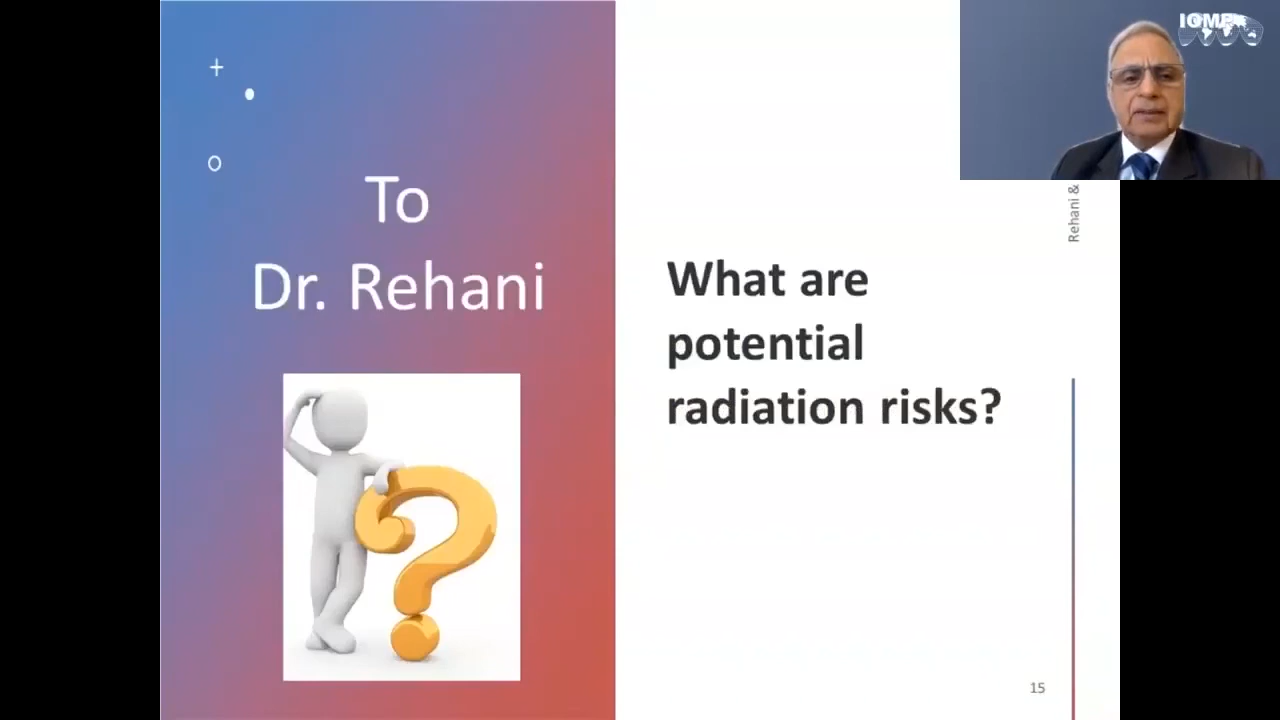 To
Dr. Rehani
What are
potential
radiation risks?
Rehani &
15
IOMP